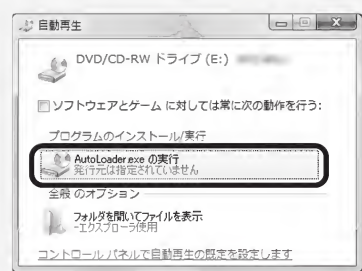 自動再生
DVD/CD-RW ドライブ (E:)
ソフトウェアとゲーム に対しては常に次の動作を行う:
プログラムのインストール/実行
AutoLoader.exe の実行
発行元は指定されていません
全般 のオプション
フォルダを開いてファイルを表示
-エクスプローラ使用
コントロール パネルで自動再生の既定を設定します